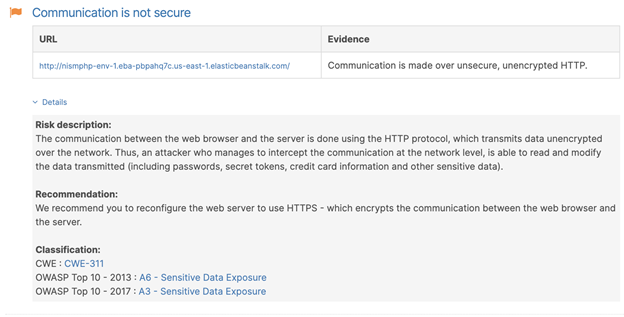 Communication is not secure
URL Evidence
http://nismphp-env-1.eba-pbpahq7c.us-east-1.elasticbeanstalk.com/ Communication is made over unsecure, unencrypted HTTP.
Details
Risk description:
The communication between the web browser and the server is done using the HTTP protocol, which transmits data unencrypted
over the network. Thus, an attacker who manages to intercept the communication at the network level, is able to read and modify
the data transmitted (including passwords, secret tokens, credit card information and other sensitive data).
Recommendation:
We recommend you to reconfigure the web server to use HTTPS - which encrypts the communication between the web browser and
the server.
Classification:
CWE : CWE-311
OWASP Top 10 - 2013 : A6 - Sensitive Data Exposure
OWASP Top 10 - 2017 : A3 - Sensitive Data Exposure